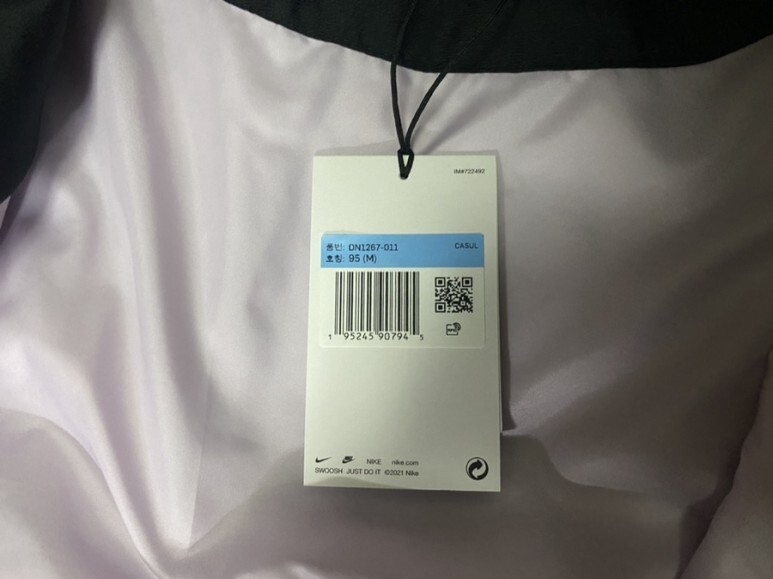 IM#722492
품번: DN1267-011 CASUL
호칭: 95 (M)
1 95245 90794 5
NIKE nike.com
SWOOSH JUST DO IT ©2021 Nike